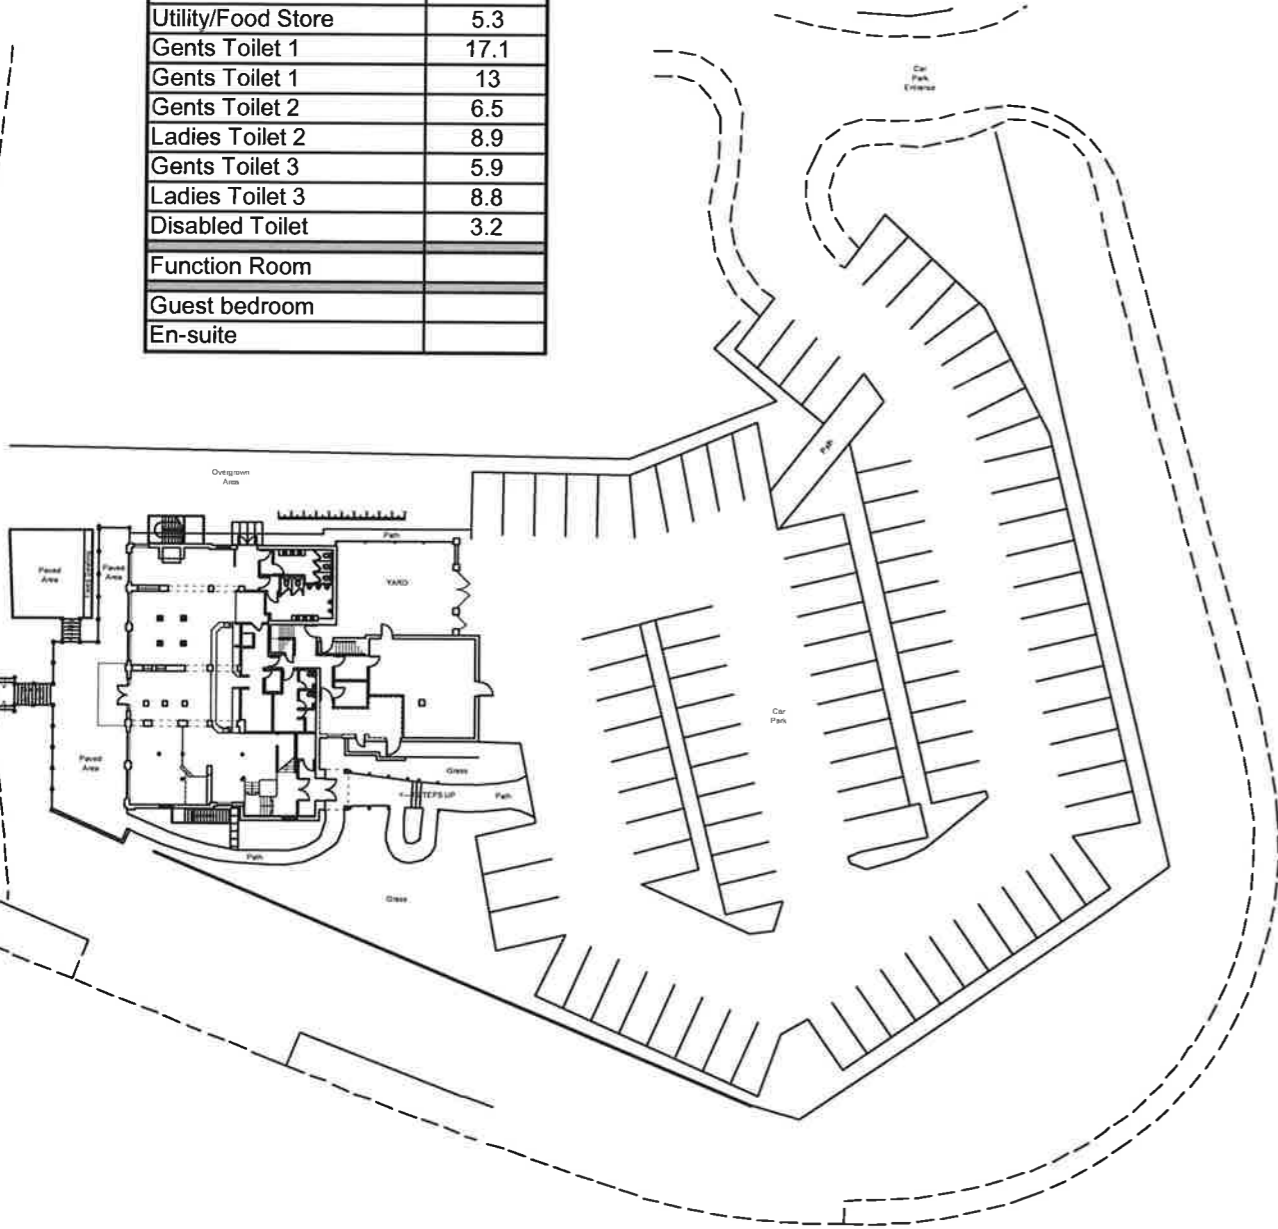 Utility/Food Store 5.3
Gents Toilet 1 17.1
Gents Toilet 1 13
Gents Toilet 2 6.5
Ladies Toilet 2 8.9
Gents Toilet 3 5.9
Ladies Toilet 3 8.8
Disabled Toilet 3.2
Function Room
Guest bedroom
En-suite
Car
Park
Entrance
Path
Overgrown
Area
Path
Paved
Area
Paved
Area
YARD
Car
Park
Paved
Area
Grass
STEPS UP
Path
Path
Grass